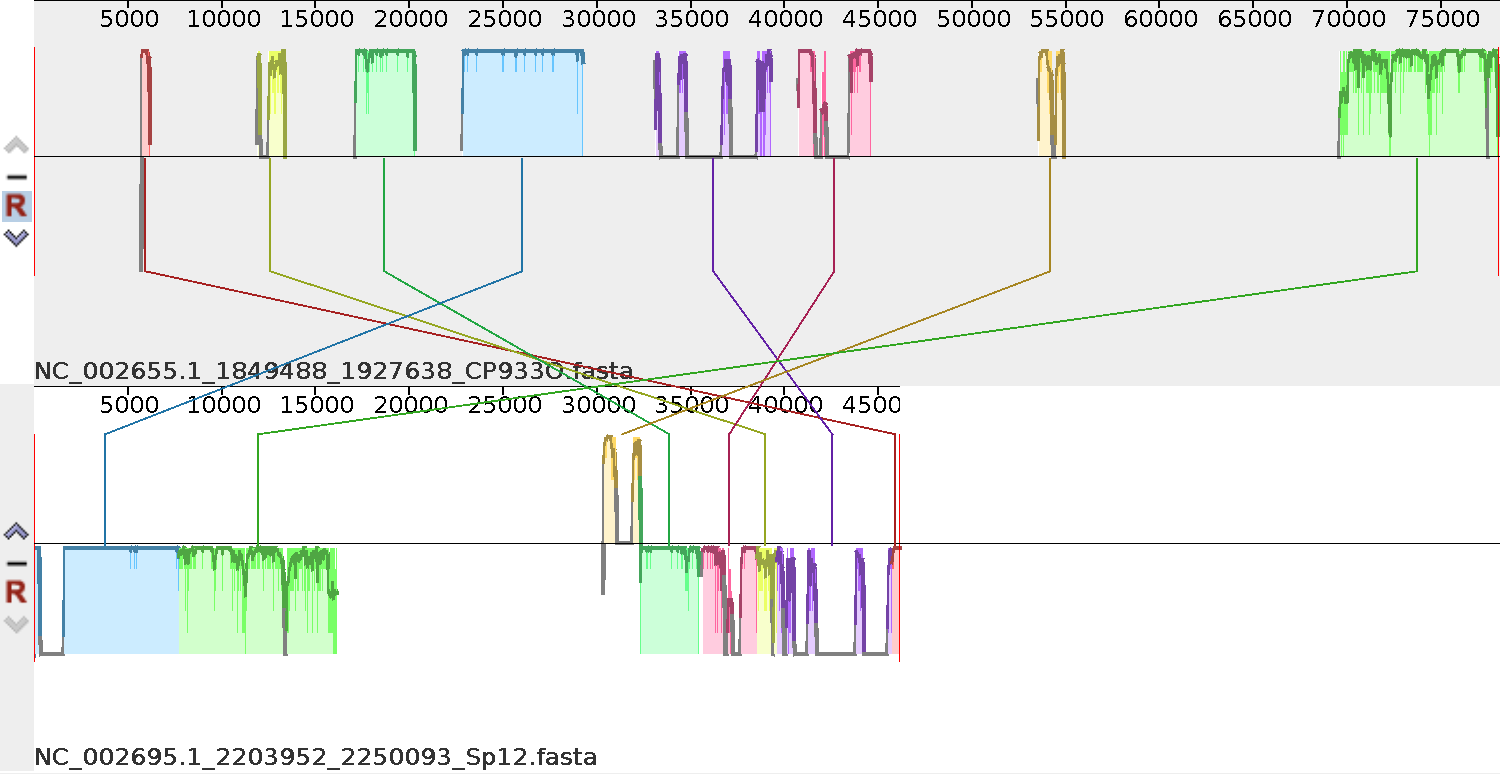 5000 10000 15000 20000 25000 30000 35000 40000 45000 50000 55000 60000 65000 70000 75000
R
NC_002655.1_1849488_1927638_CP933O.fasta
5000 10000 15000 20000 25000 30000 35000 40000 4500
R
NC_002695.1_2203952_2250093_Sp12.fasta